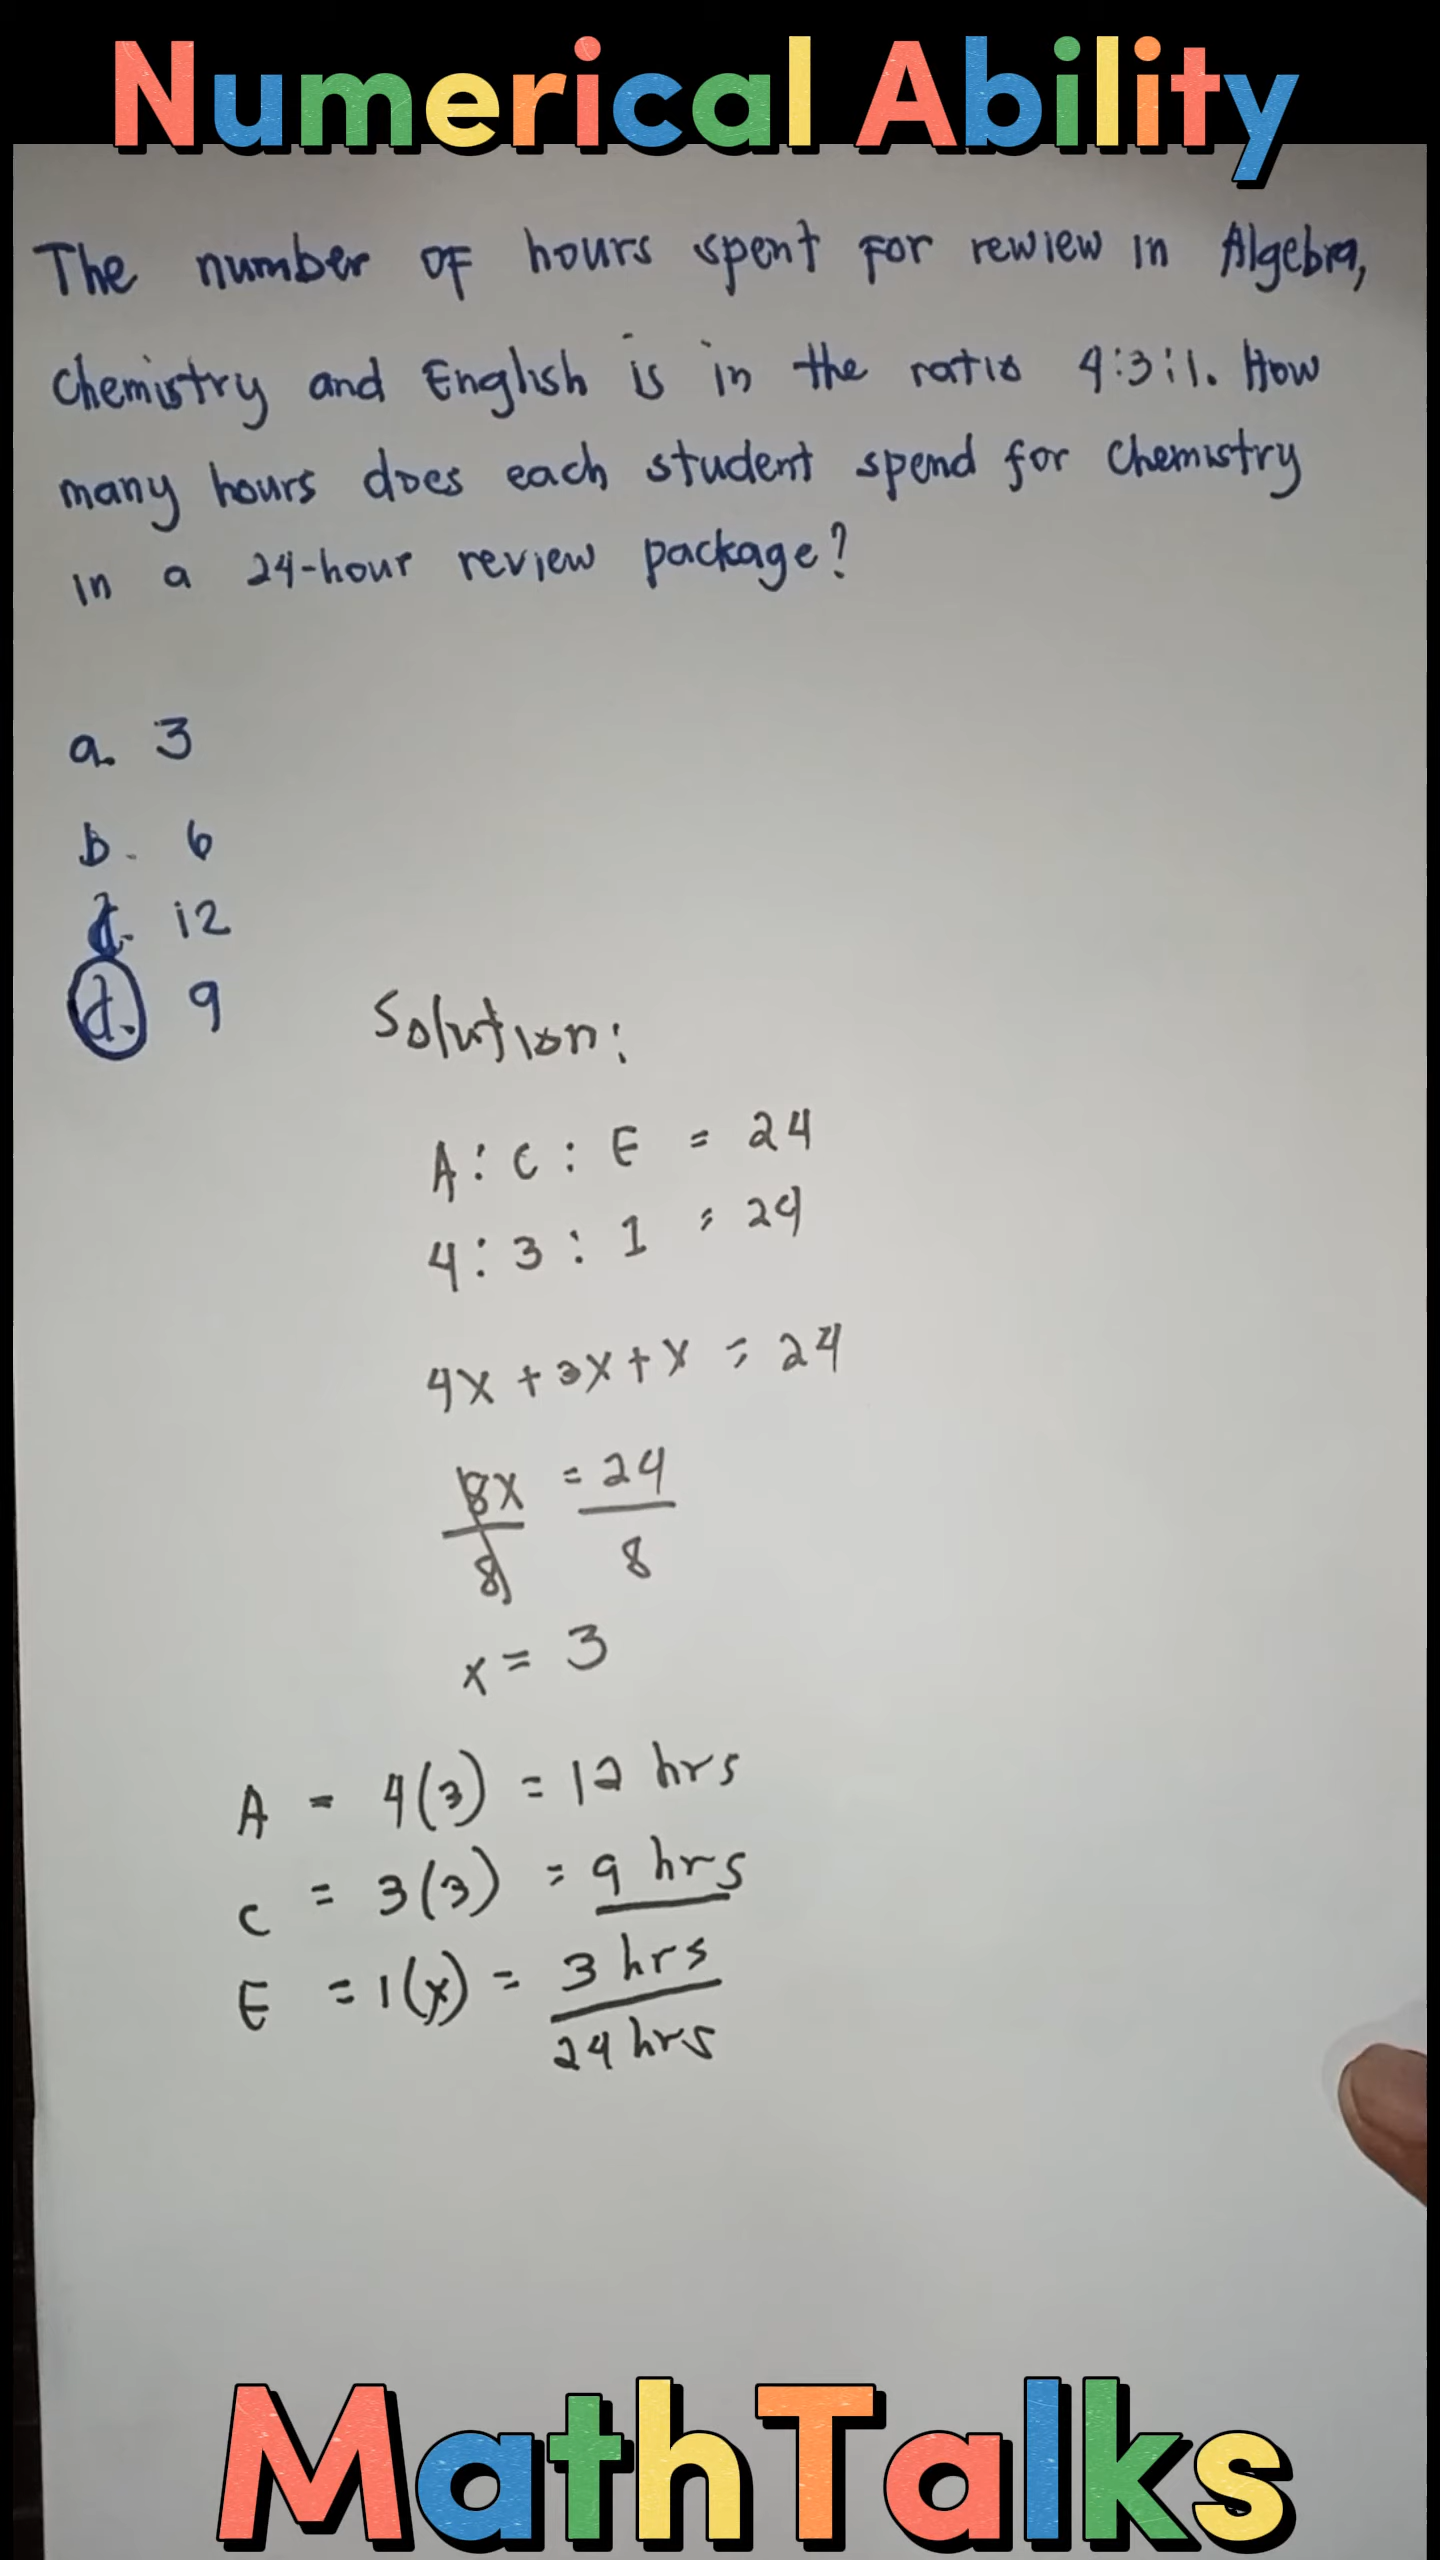 Numerical Ability
The number of hours spent for rewiew in Algebra,
Chemistry and English is in the ratio 4:3:1. How
many hours does each student spend for Chemistry
in a 24-hour review package?
a. 3
b. 6
12
d. 9
Solution:
A : C : E = 24
4 : 3 : 1 = 24
4x + 3x + x = 24
8x = 24
8 8
x = 3
A = 4(3) = 12 hrs
C = 3(3) = 9 hrs
E = 1(x) = 3 hrs
24 hrs
MathTalks